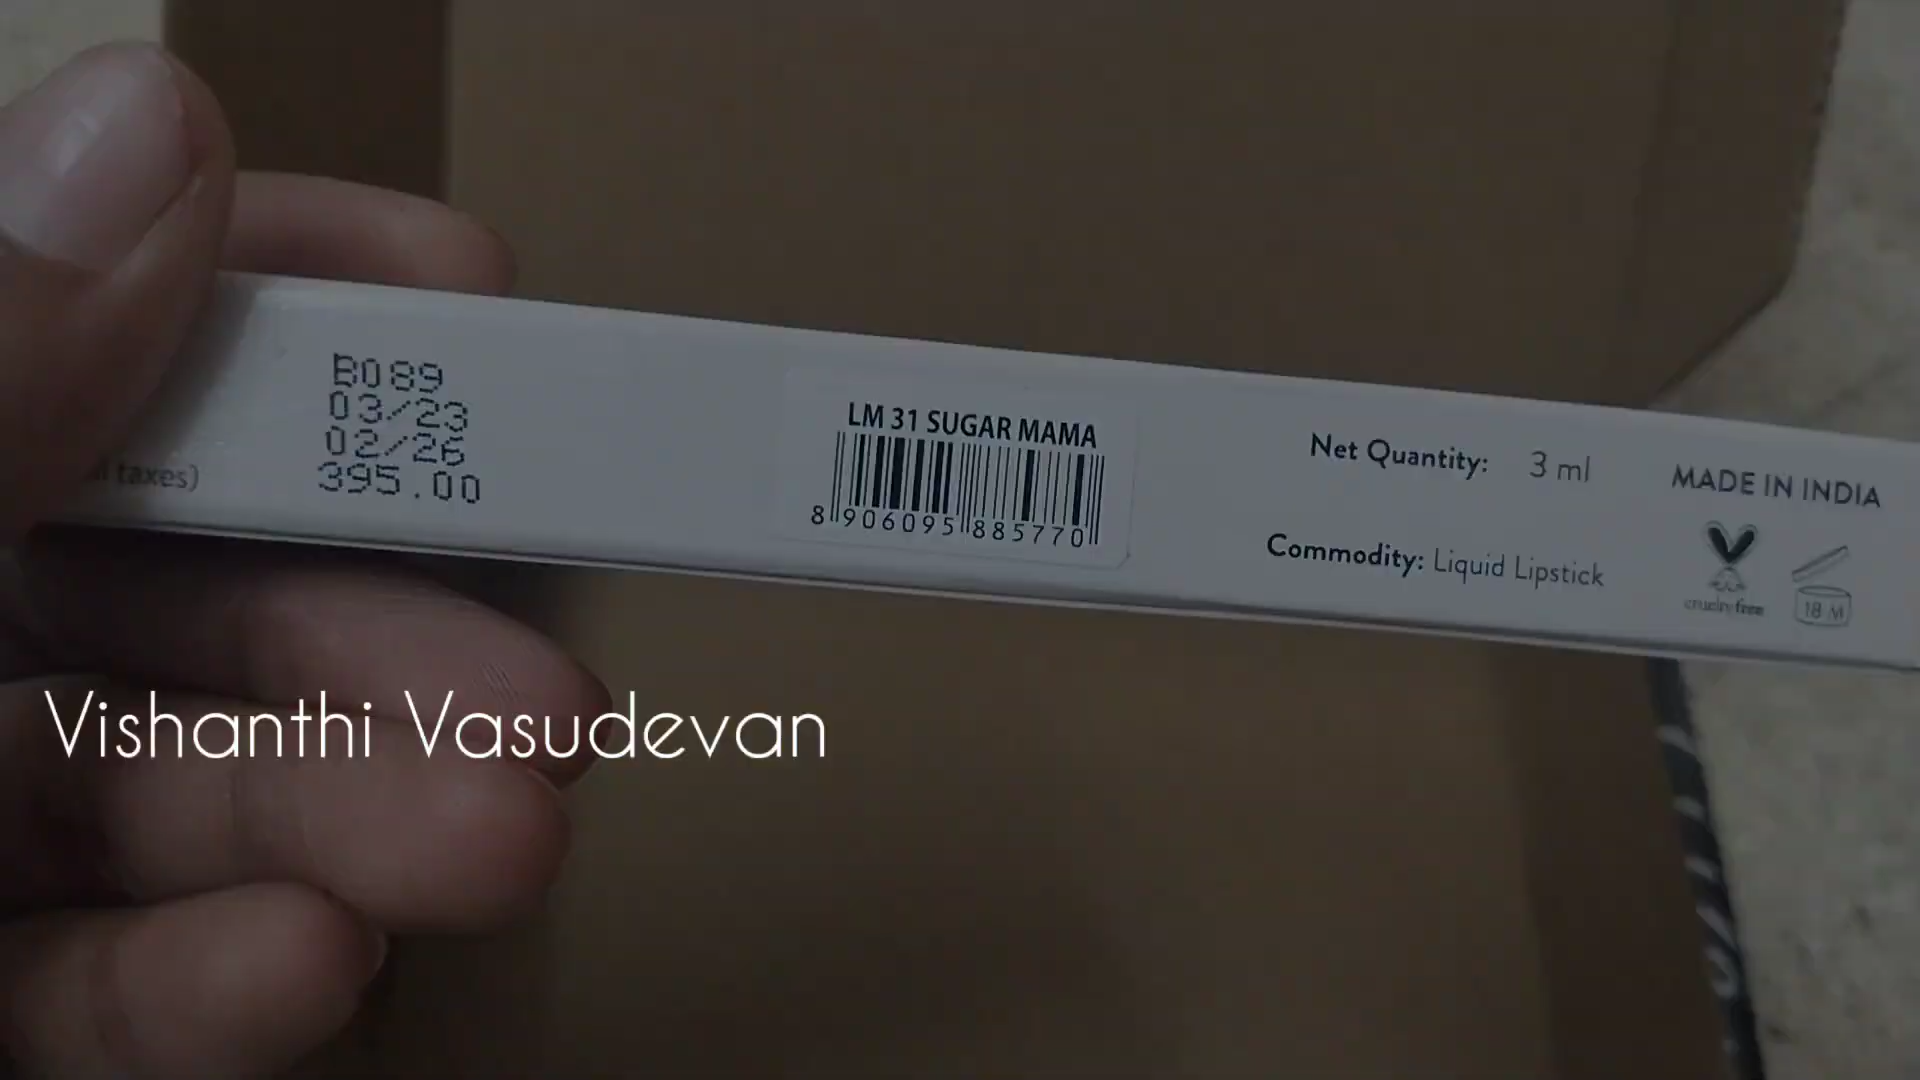 B089
03/23
02/26
395.00
taxes)
LM 31 SUGAR MAMA
8 906095 885770
Net Quantity: 3 ml
Commodity: Liquid Lipstick
MADE IN INDIA
cruelty free
18 M
Vishanthi Vasudevan